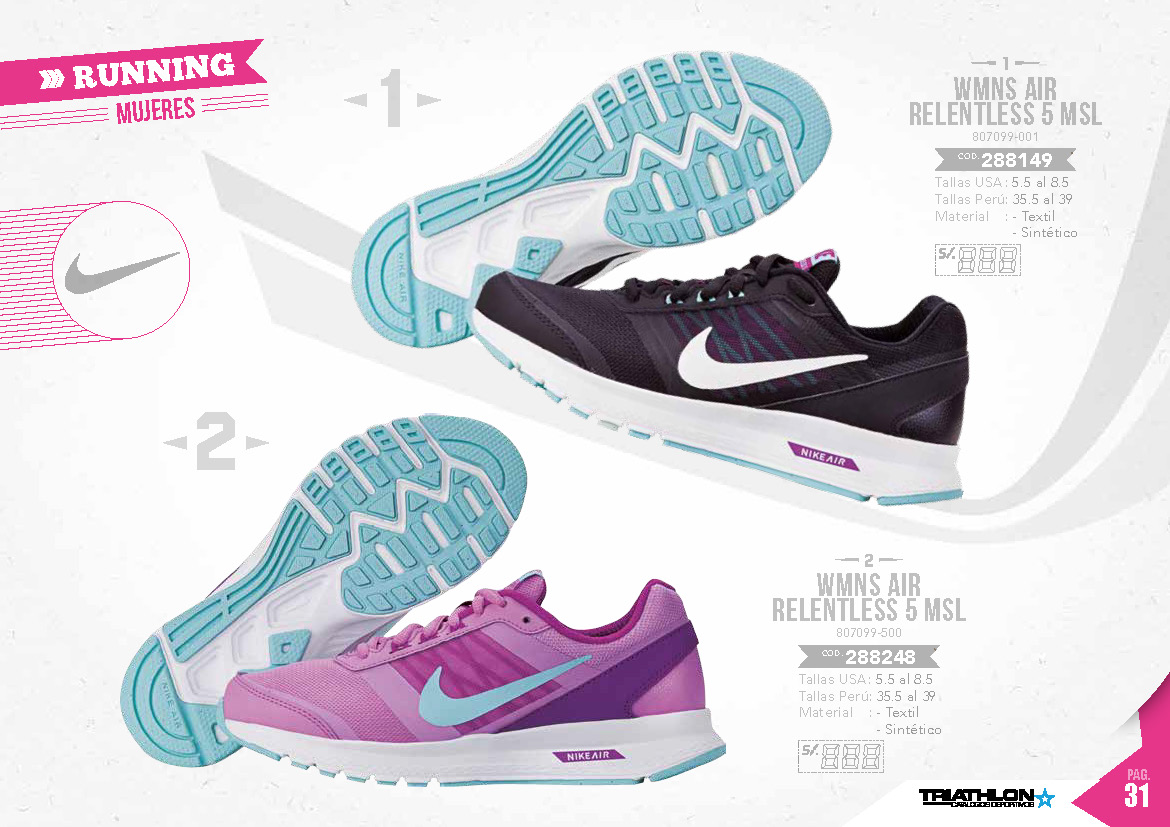 RUNNING
MUJERES
1
1
WMNS AIR
RELENTLESS 5 MSL
807099-001
COD. 288149
Tallas USA: 5.5 al 8.5
Tallas Perú: 35.5 al 39
Material : - Textil
- Sintético
S/. 888
NIKE AIR
NIKE AIR
2
2
WMNS AIR
RELENTLESS 5 MSL
807099-500
COD. 288248
Tallas USA: 5.5 al 8.5
Tallas Perú: 35.5 al 39
Material : - Textil
- Sintético
S/. 888
NIKE AIR
NIKE AIR
TRIATHLON
CATALOGOS DEPORTIVOS
PAG.
31